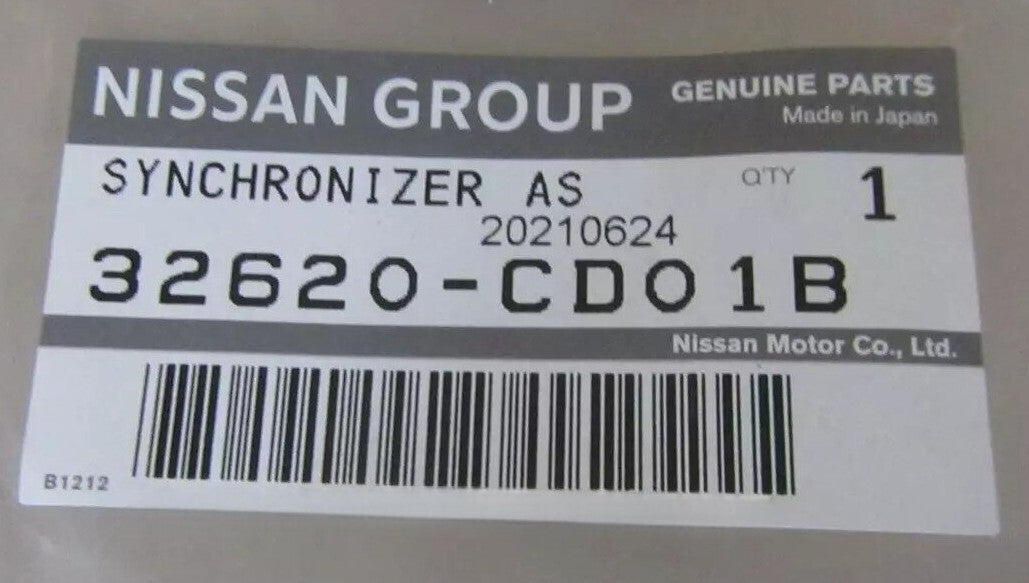 NISSAN GROUP
GENUINE PARTS
Made in Japan
SYNCHRONIZER AS
QTY 1
20210624
32620-CD01B
Nissan Motor Co., Ltd.
B1212